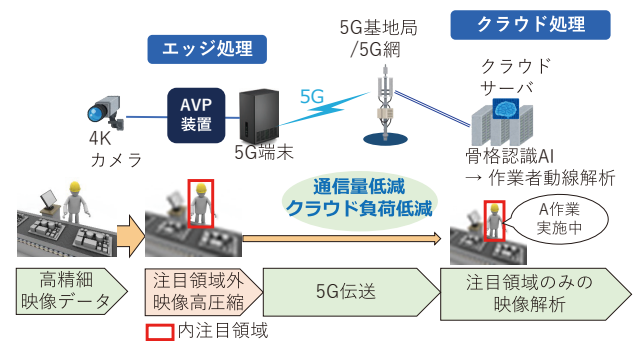 エッジ処理
5G基地局
/5G網
クラウド処理
クラウド
サーバ
AVP
装置
5G
4K
カメラ
5G端末
骨格認識AI
→ 作業者動線解析
通信量低減
クラウド負荷低減
A作業
実施中
高精細
映像データ
注目領域外
映像高圧縮
5G伝送
注目領域のみの
映像解析
内注目領域